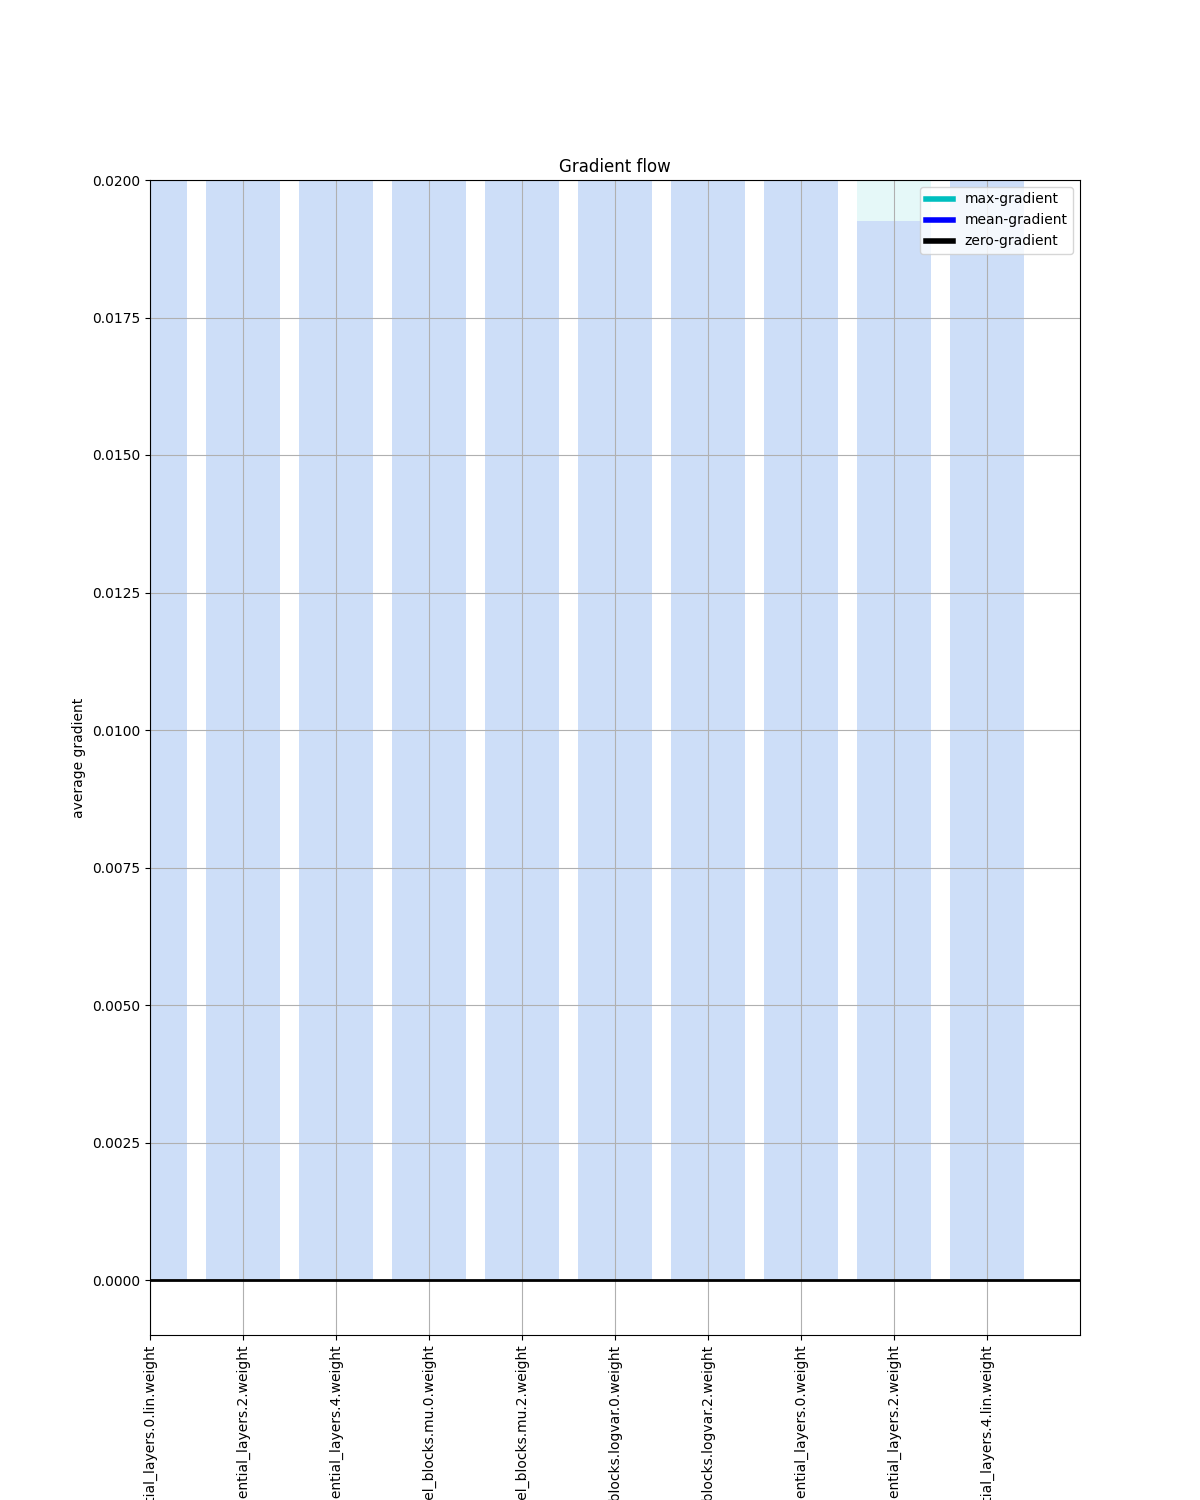 Gradient flow
0.0200
0.0175
0.0150
0.0125
0.0100
0.0075
0.0050
0.0025
0.0000
average gradient
max-gradient
mean-gradient
zero-gradient
tial_layers.0.lin.weight
ential_layers.2.weight
ential_layers.4.weight
el_blocks.mu.0.weight
el_blocks.mu.2.weight
blocks.logvar.0.weight
blocks.logvar.2.weight
ential_layers.0.weight
ential_layers.2.weight
tial_layers.4.lin.weight